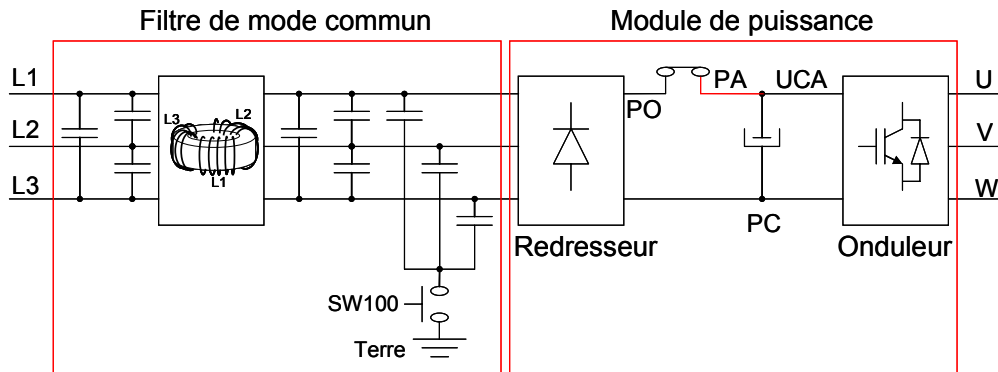 Filtre de mode commun
Module de puissance
L1
L2
L3
L3
L2
L1
SW100
Terre
PO
PA
UCA
PC
Redresseur
Onduleur
U
V
W